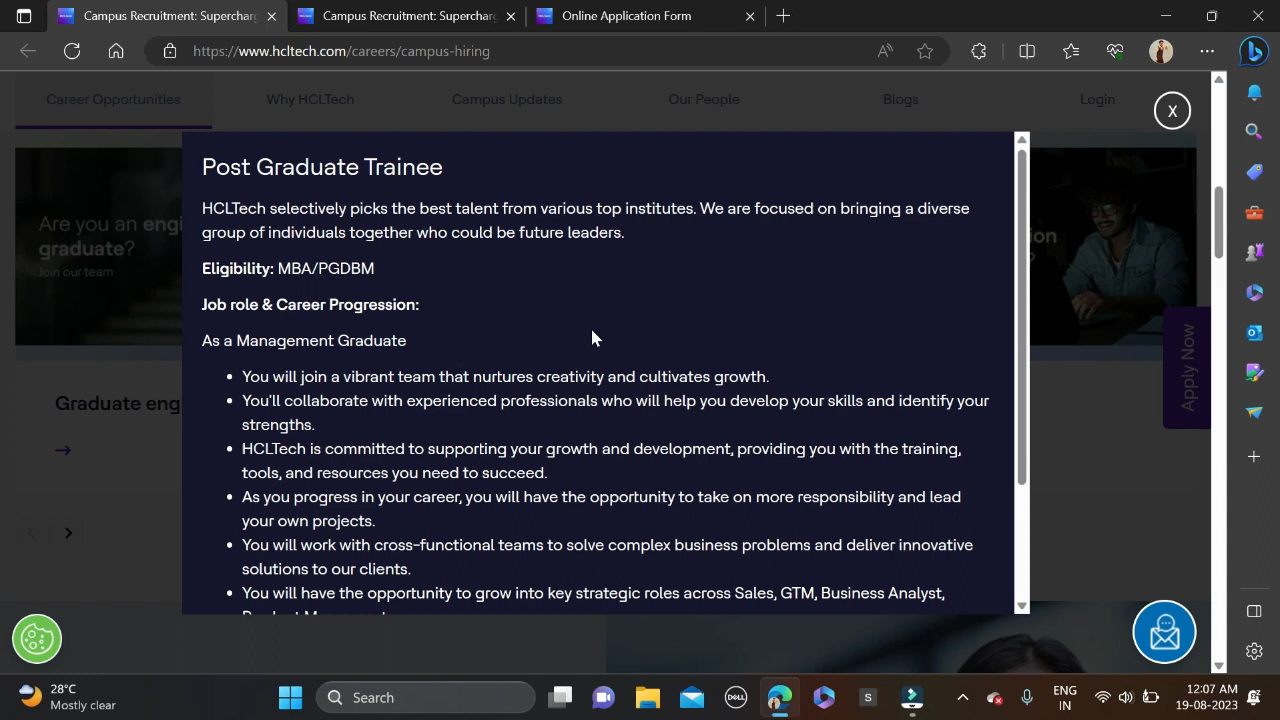 Campus Recruitment: Supercharg
Campus Recruitment: Supercharg
Online Application Form
https://www.hcltech.com/careers/campus-hiring
Career Opportunities
Why HCLTech
Campus Updates
Our People
Blogs
Login
X
Are you an engi
graduate?
Join our team
ion
Post Graduate Trainee
HCLTech selectively picks the best talent from various top institutes. We are focused on bringing a diverse
group of individuals together who could be future leaders.
Eligibility: MBA/PGDBM
Job role & Career Progression:
As a Management Graduate
• You will join a vibrant team that nurtures creativity and cultivates growth.
• You'll collaborate with experienced professionals who will help you develop your skills and identify your
strengths.
• HCLTech is committed to supporting your growth and development, providing you with the training,
tools, and resources you need to succeed.
• As you progress in your career, you will have the opportunity to take on more responsibility and lead
your own projects.
• You will work with cross-functional teams to solve complex business problems and deliver innovative
solutions to our clients.
• You will have the opportunity to grow into key strategic roles across Sales, GTM, Business Analyst,
Graduate eng
Apply Now
28°C
Mostly clear
Search
DELL
S
ENG
IN
12:07 AM
19-08-2023